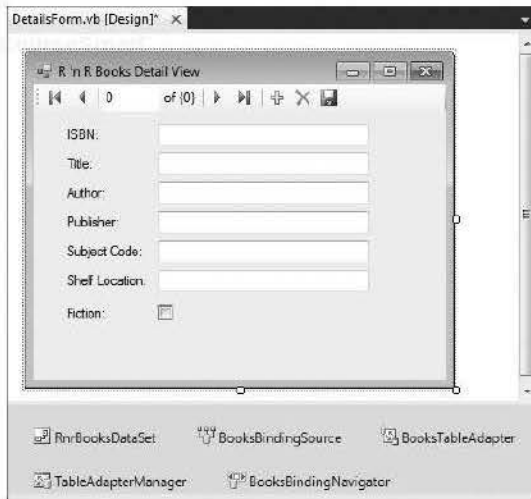 DetailsForm.vb [Design]*
R 'n R Books Detail View
0 of {0}
ISBN:
Title:
Author:
Publisher:
Subject Code:
Shelf Location:
Fiction:
RnrBooksDataSet BooksBindingSource BooksTableAdapter
TableAdapterManager BooksBindingNavigator